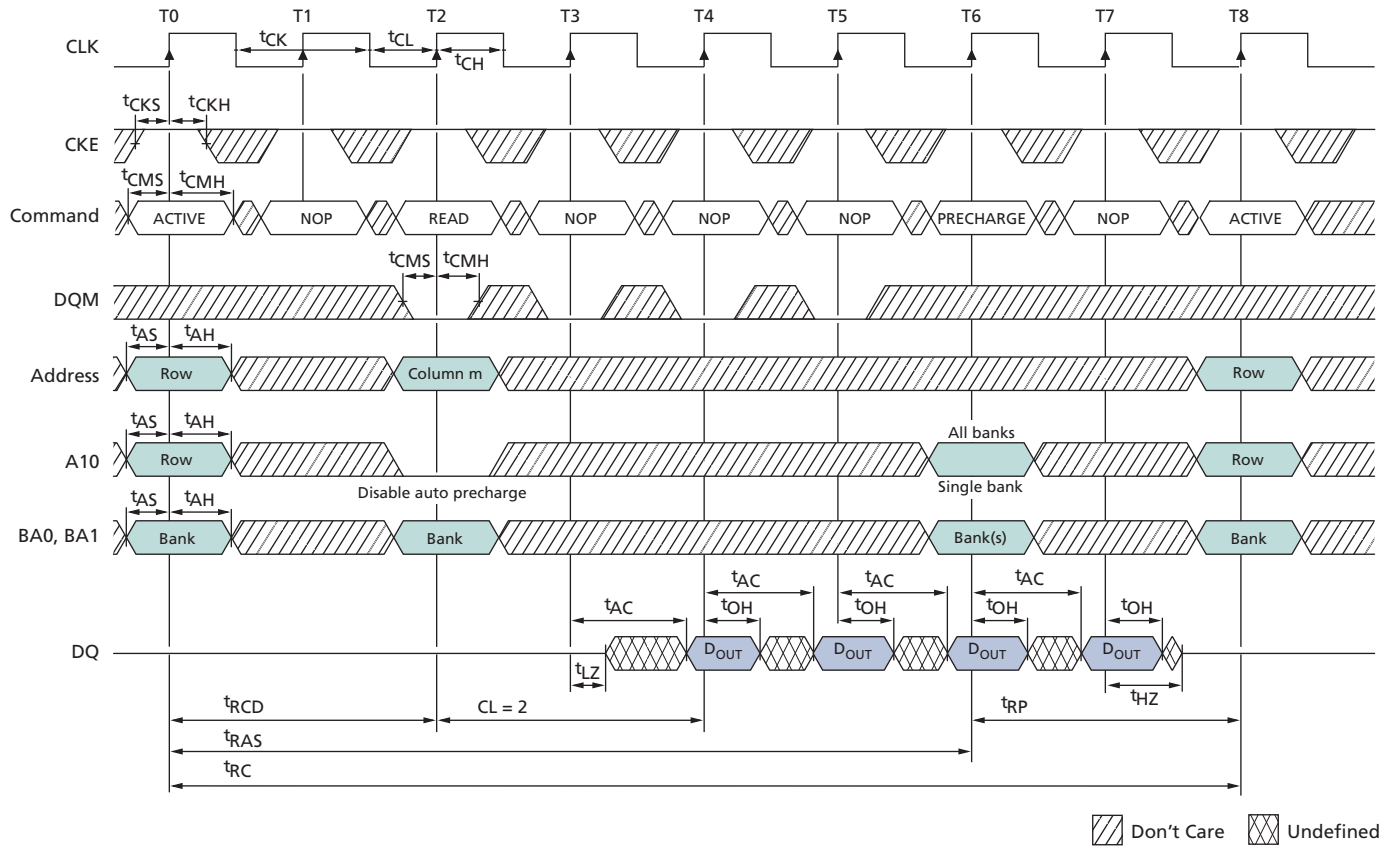 T0 T1 T2 T3 T4 T5 T6 T7 T8
CLK
tCK tCL
tCH
tCKS tCKH
CKE
tCMS tCMH
Command ACTIVE NOP READ NOP NOP NOP PRECHARGE NOP ACTIVE
tCMS tCMH
DQM
tAS tAH
Address Row Column m Row
tAS tAH All banks
A10 Row Row
Disable auto precharge Single bank
tAS tAH
BA0, BA1 Bank Bank Bank(s) Bank
tAC tAC tAC
tAC tOH tOH tOH tOH
DQ DOUT DOUT DOUT DOUT
tLZ tHZ
tRCD CL = 2 tRP
tRAS
tRC
Don't Care Undefined